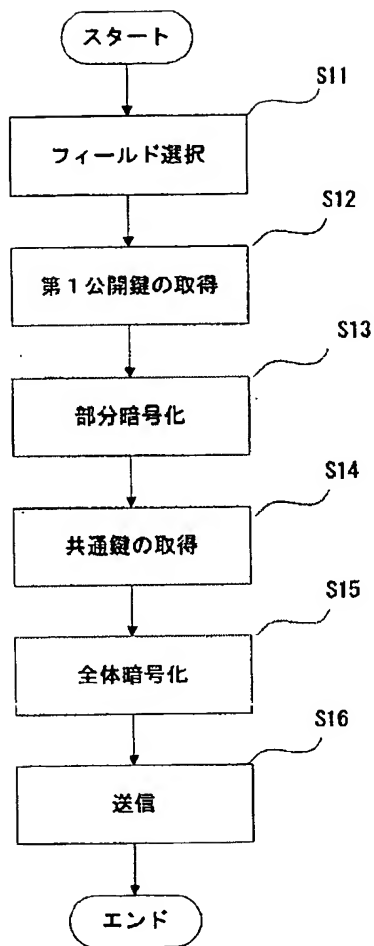 スタート
S11
フィールド選択
S12
第1公開鍵の取得
S13
部分暗号化
S14
共通鍵の取得
S15
全体暗号化
S16
送信
エンド